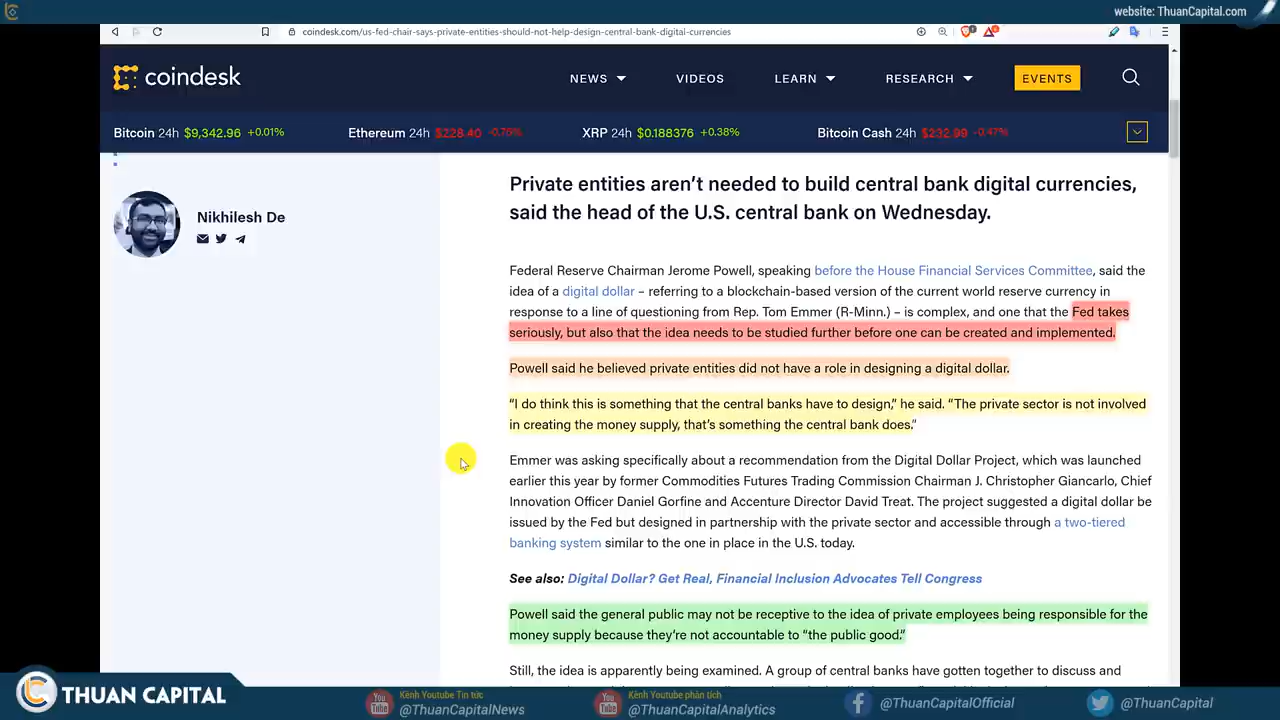 website: ThuanCapital.com
coindesk.com/us-fed-chair-says-private-entities-should-not-help-design-central-bank-digital-currencies
coindesk
NEWS VIDEOS LEARN RESEARCH EVENTS
Bitcoin 24h $9,342.96 +0.01% Ethereum 24h $228.40 -0.75% XRP 24h $0.188376 +0.38% Bitcoin Cash 24h $232.99 -0.47%
Nikhilesh De
Private entities aren’t needed to build central bank digital currencies,
said the head of the U.S. central bank on Wednesday.
Federal Reserve Chairman Jerome Powell, speaking before the House Financial Services Committee, said the
idea of a digital dollar – referring to a blockchain-based version of the current world reserve currency in
response to a line of questioning from Rep. Tom Emmer (R-Minn.) – is complex, and one that the Fed takes
seriously, but also that the idea needs to be studied further before one can be created and implemented.
Powell said he believed private entities did not have a role in designing a digital dollar.
“I do think this is something that the central banks have to design,” he said. “The private sector is not involved
in creating the money supply, that’s something the central bank does.”
Emmer was asking specifically about a recommendation from the Digital Dollar Project, which was launched
earlier this year by former Commodities Futures Trading Commission Chairman J. Christopher Giancarlo, Chief
Innovation Officer Daniel Gorfine and Accenture Director David Treat. The project suggested a digital dollar be
issued by the Fed but designed in partnership with the private sector and accessible through a two-tiered
banking system similar to the one in place in the U.S. today.
See also: Digital Dollar? Get Real, Financial Inclusion Advocates Tell Congress
Powell said the general public may not be receptive to the idea of private employees being responsible for the
money supply because they’re not accountable to “the public good.”
Still, the idea is apparently being examined. A group of central banks have gotten together to discuss and
THUAN CAPITAL
Kênh Youtube Tin tức
@ThuanCapitalNews
Kênh Youtube phân tích
@ThuanCapitalAnalytics
@ThuanCapitalOfficial
@ThuanCapital